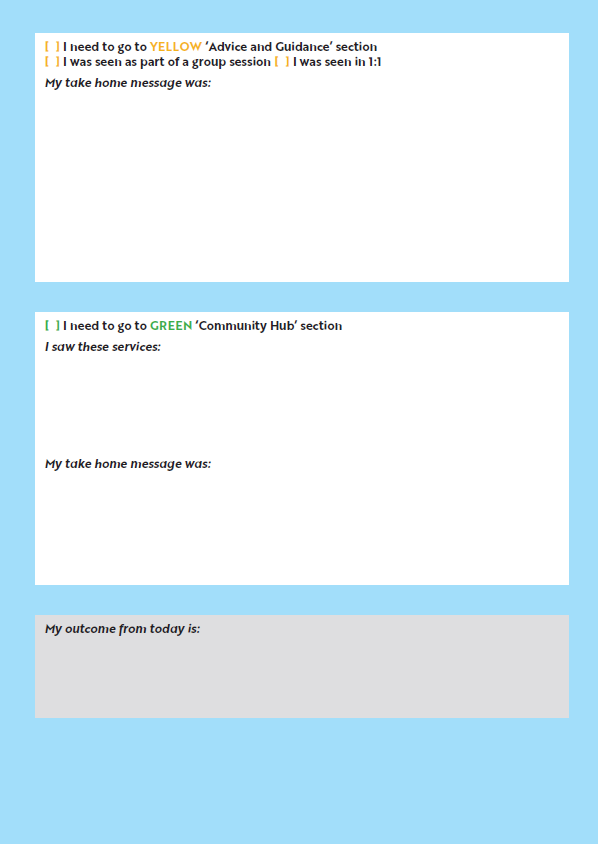 [ ] I need to go to YELLOW ‘Advice and Guidance’ section
[ ] I was seen as part of a group session [ ] I was seen in 1:1
My take home message was:
[ ] I need to go to GREEN ‘Community Hub’ section
I saw these services:
My take home message was:
My outcome from today is: